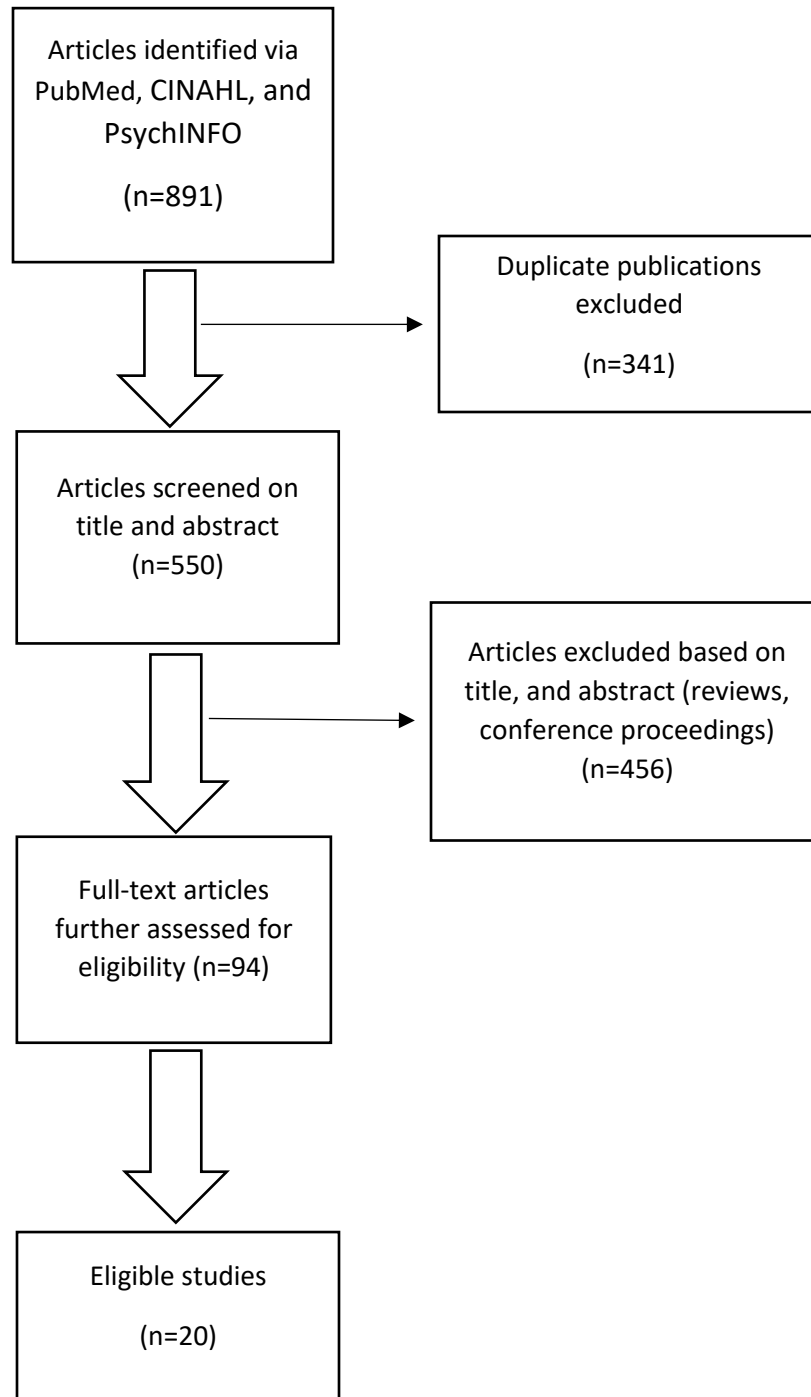 Articles identified via
PubMed, CINAHL, and
PsychINFO
(n=891)
Duplicate publications
excluded
(n=341)
Articles screened on
title and abstract
(n=550)
Articles excluded based on
title, and abstract (reviews,
conference proceedings)
(n=456)
Full-text articles
further assessed for
eligibility (n=94)
Eligible studies
(n=20)